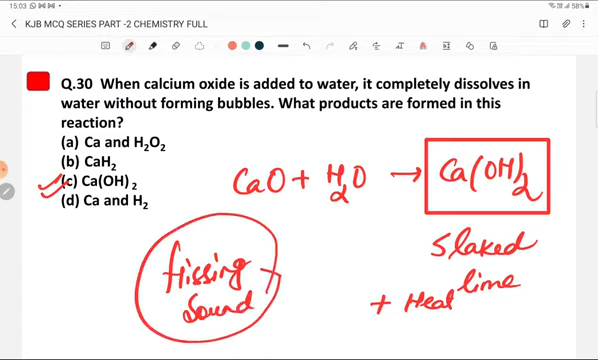 15:03
58%
KJB MCQ SERIES PART -2 CHEMISTRY FULL
Q.30 When calcium oxide is added to water, it completely dissolves in
water without forming bubbles. What products are formed in this
reaction?
(a) Ca and H₂O₂
(b) CaH₂
(c) Ca(OH)₂
(d) Ca and H₂
CaO + H₂O → Ca(OH)₂
Slaked
lime
+ Heat
Hissing
Sound